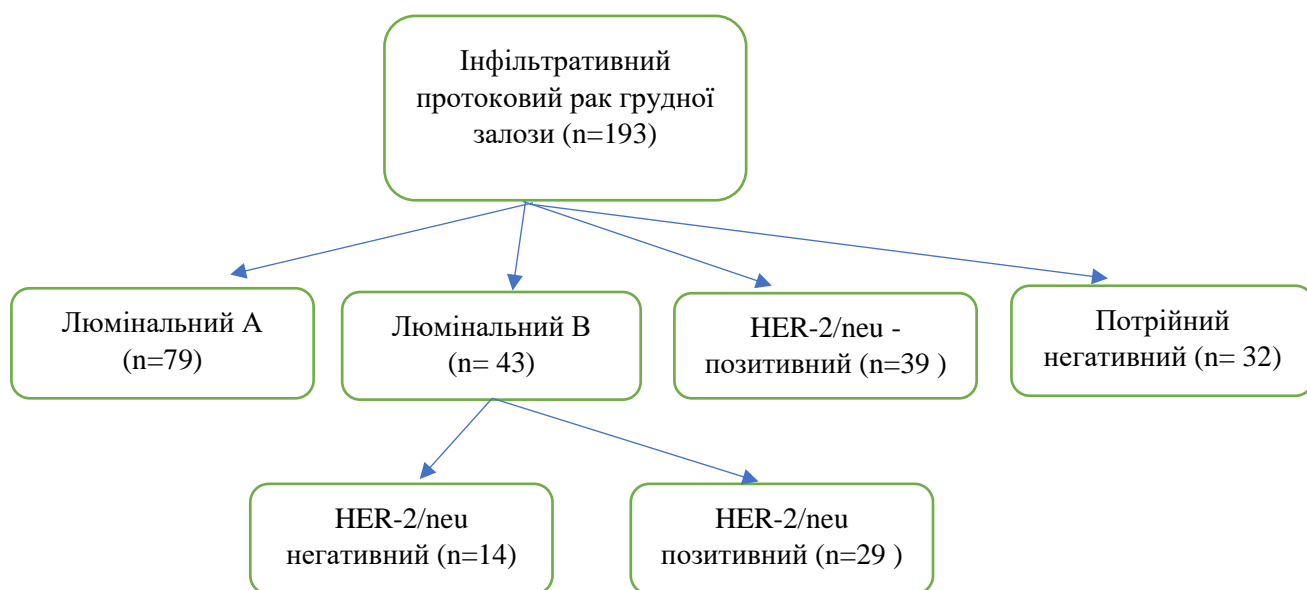 Інфільтративний
протоковий рак грудної
залози (n=193)
Люмінальний А
(n=79)
Люмінальний В
(n= 43)
HER-2/neu -
позитивний (n=39 )
Потрійний
негативний (n= 32)
HER-2/neu
негативний (n=14)
HER-2/neu
позитивний (n=29 )